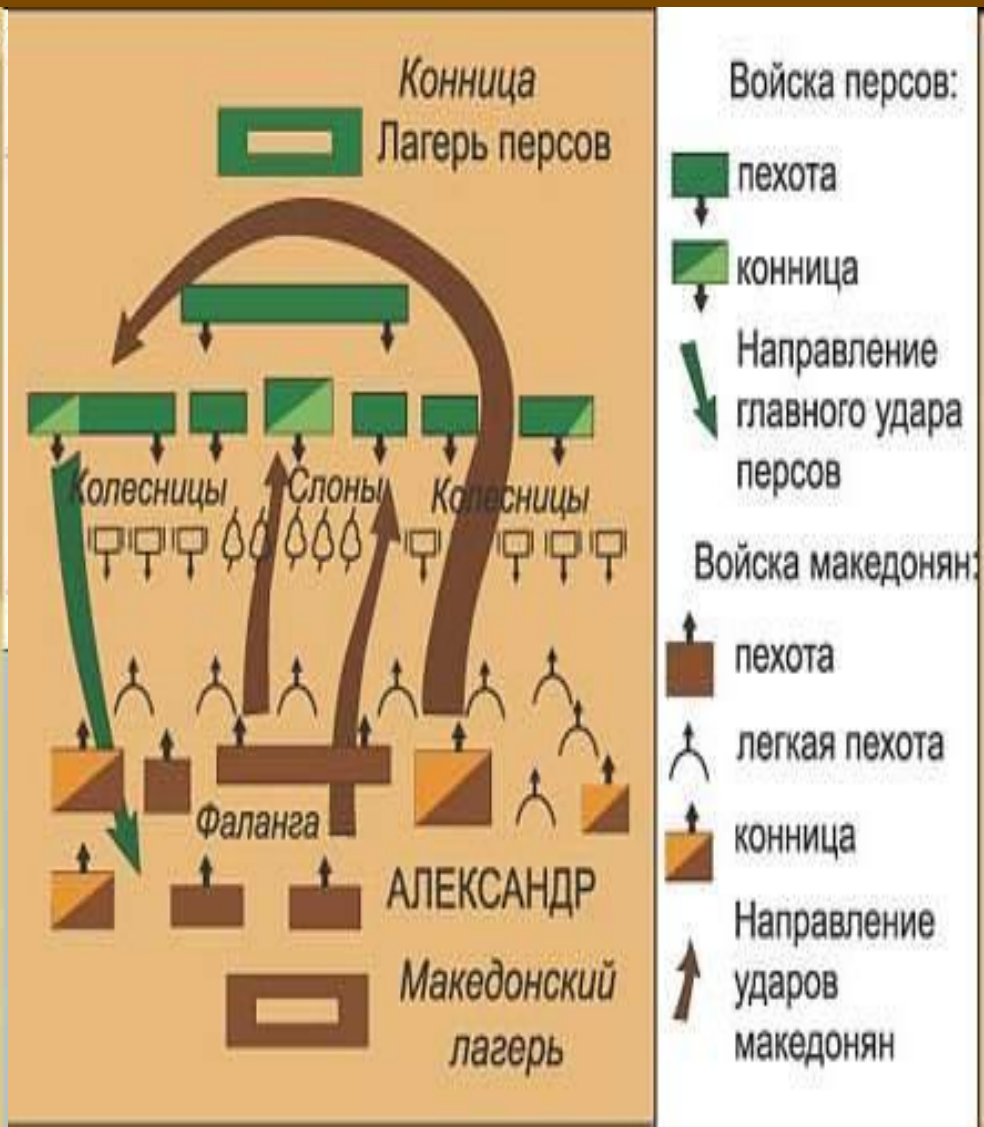 Конница
Лагерь персов
Колесницы
Слоны
Колесницы
Фаланга
АЛЕКСАНДР
Македонский
лагерь
Войска персов:
пехота
конница
Направление
главного удара
персов
Войска македонян:
пехота
легкая пехота
конница
Направление
ударов
македонян